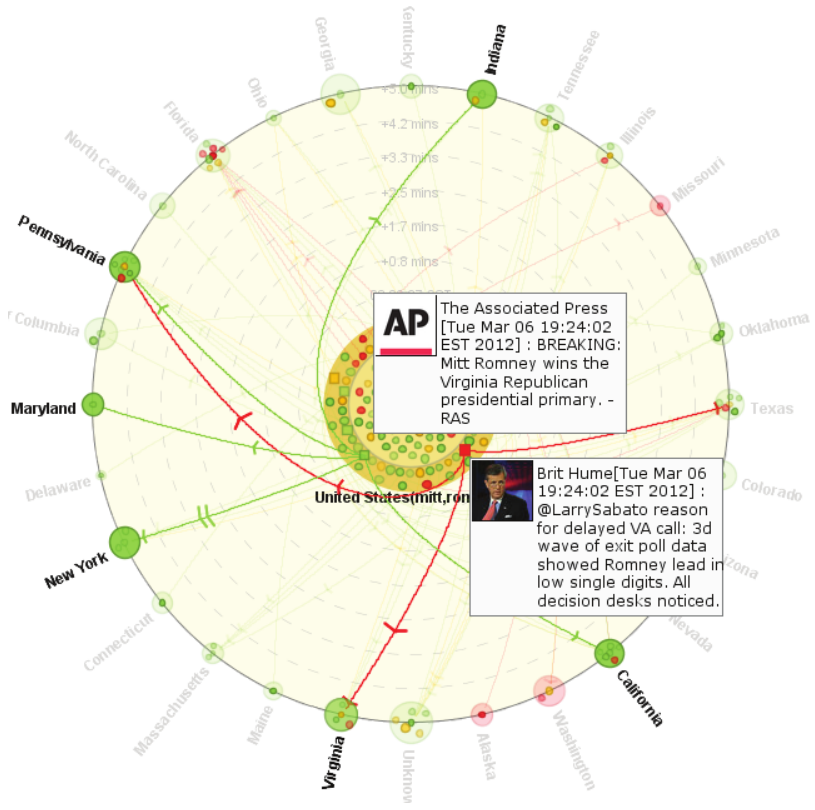 Kentucky
Georgia
Indiana
Tennessee
Ohio
Illinois
Florida
Missouri
North Carolina
Minnesota
Pennsylvania
Oklahoma
Columbia
Texas
Maryland
Colorado
Delaware
New York
Connecticut
Nevada
Massachusetts
California
Maine
Washington
Virginia
Alaska
Unknow
+4.2 mins
+3.3 mins
+2.5 mins
+1.7 mins
+0.8 mins
AP
The Associated Press
[Tue Mar 06 19:24:02
EST 2012] : BREAKING:
Mitt Romney wins the
Virginia Republican
presidential primary. –
RAS
United States(mitt,rom
Brit Hume[Tue Mar 06
19:24:02 EST 2012] :
@LarrySabato reason
for delayed VA call: 3d
wave of exit poll data
showed Romney lead in
low single digits. All
decision desks noticed.